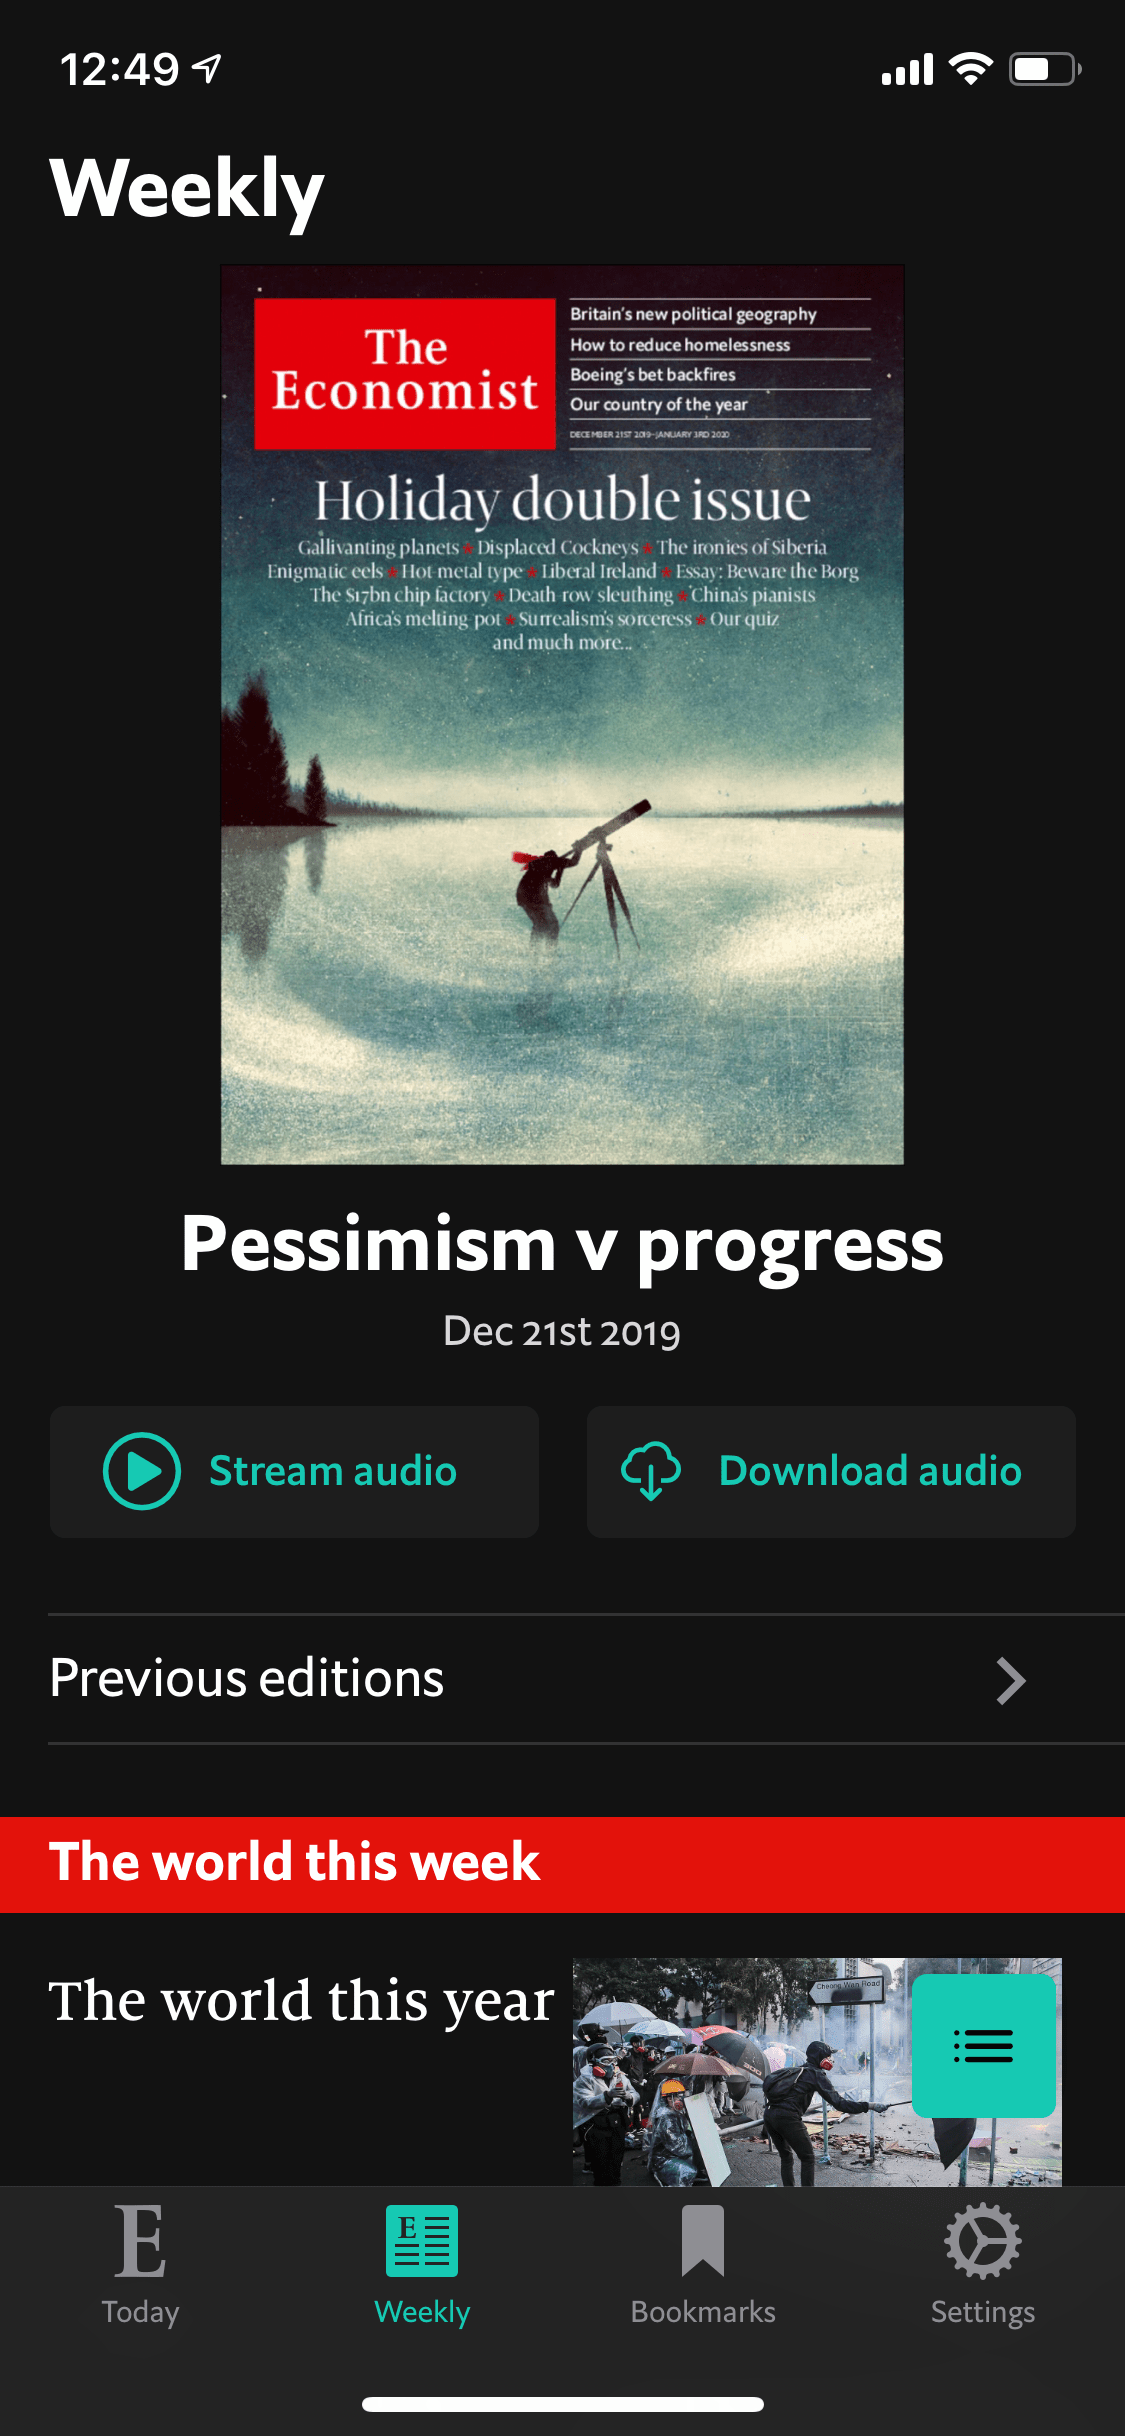 12:49
Weekly
The
Economist
Britain's new political geography
How to reduce homelessness
Boeing's bet backfires
Our country of the year
DECEMBER 21ST 2019–JANUARY 3RD 2020
Holiday double issue
Gallivanting planets * Displaced Cockneys * The ironies of Siberia
Enigmatic eels * Hot-metal type * Liberal Ireland * Essay: Beware the Borg
The $17bn chip factory * Death-row sleuthing * China's pianists
Africa's melting-pot * Surrealism's sorceress * Our quiz
and much more...
Pessimism v progress
Dec 21st 2019
Stream audio
Download audio
Previous editions
The world this week
The world this year
Cheong Wan Road
300
E
E
Today
Weekly
Bookmarks
Settings